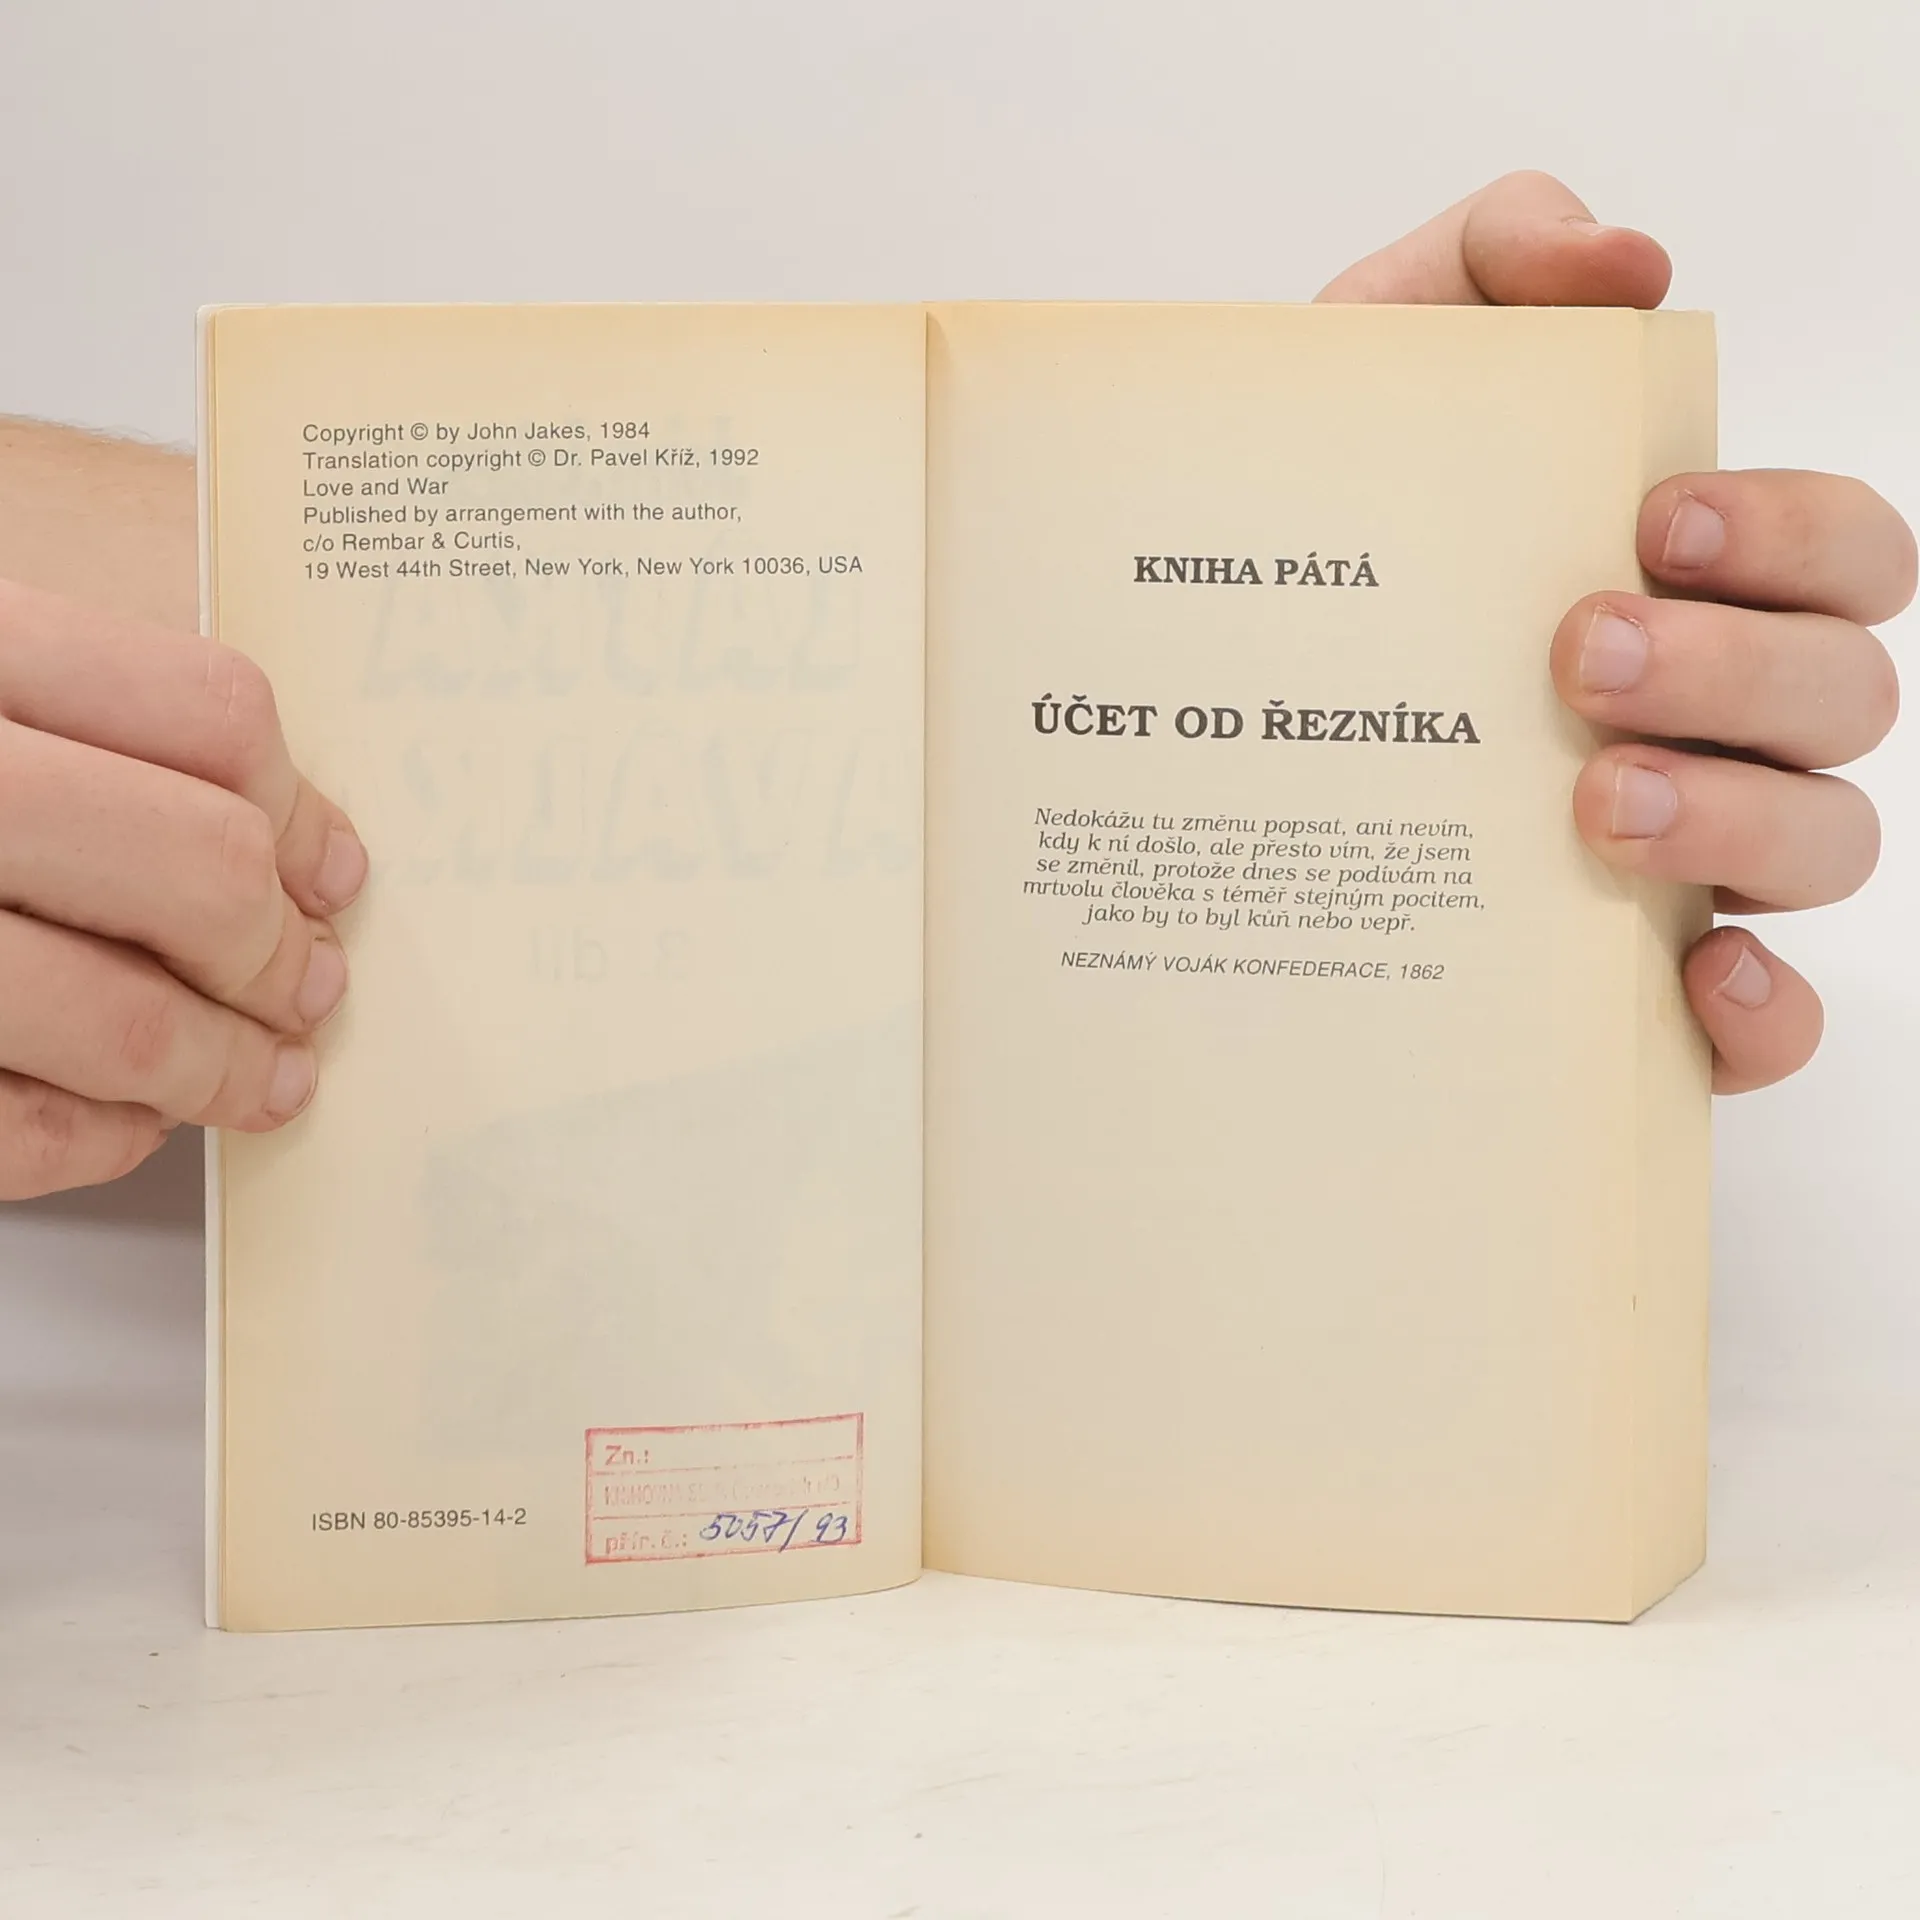 Copyright © by John Jakes, 1984
Translation copyright © Dr. Pavel Kříž, 1992
Love and War
Published by arrangement with the author,
c/o Rembar & Curtis,
19 West 44th Street, New York, New York 10036, USA
ISBN 80-85395-14-2
Zn.:
přír. č.: 5057/93
KNIHA PÁTÁ
ÚČET OD ŘEZNÍKA
Nedokážu tu změnu popsat, ani nevím,
kdy k ní došlo, ale přesto vím, že jsem
se změnil, protože dnes se podívám na
mrtvolu člověka s téměř stejným pocitem,
jako by to byl kůň nebo vepř.
NEZNÁMÝ VOJÁK KONFEDERACE, 1862